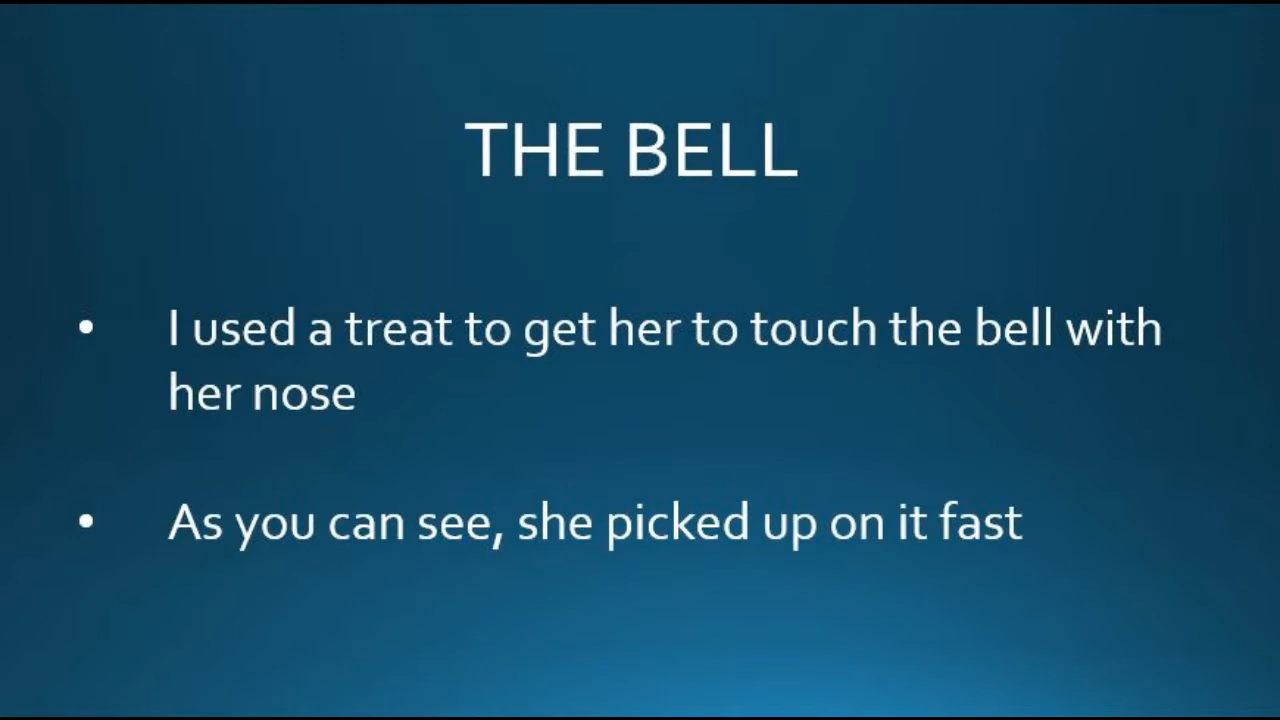 THE BELL
• I used a treat to get her to touch the bell with
her nose
• As you can see, she picked up on it fast